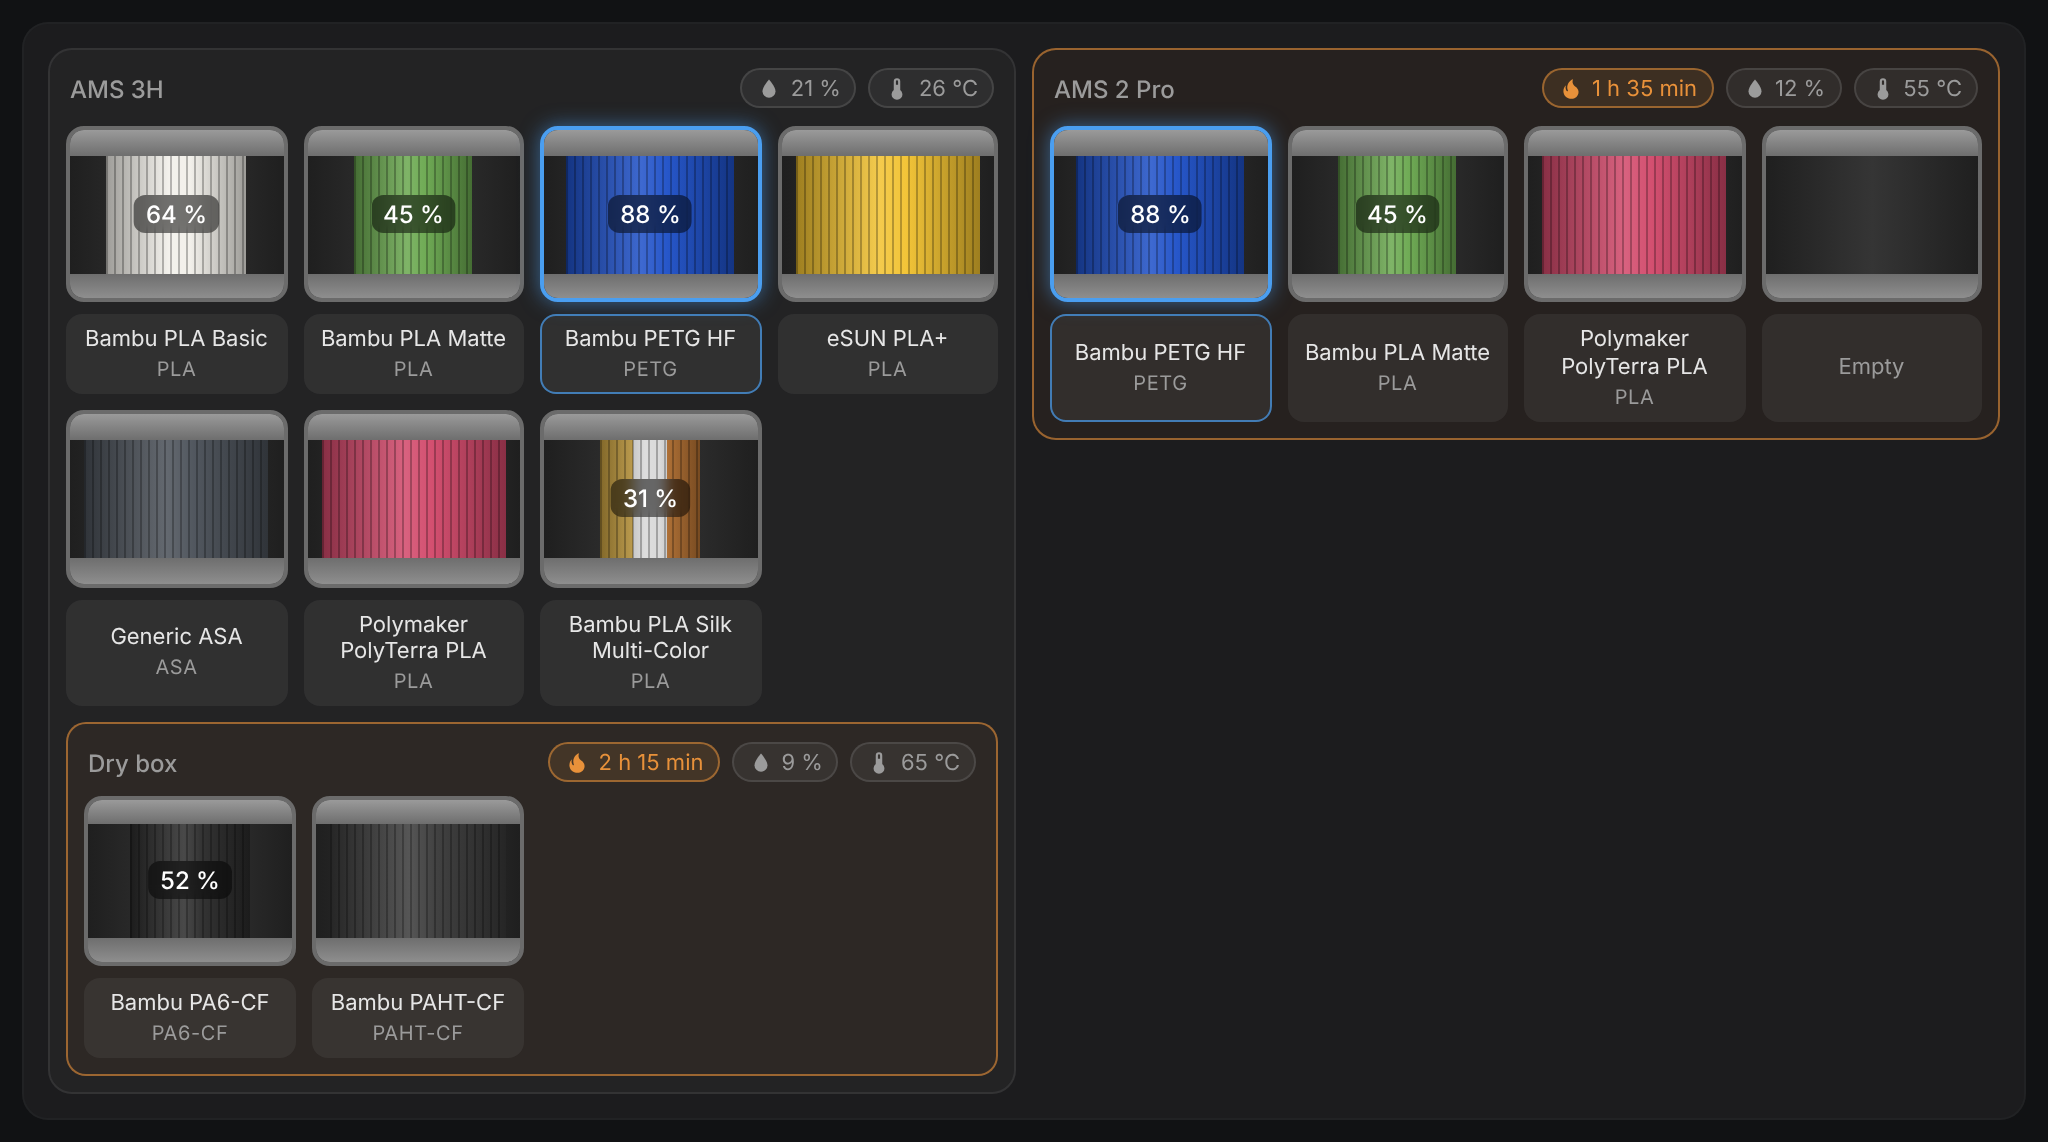 AMS 3H
21 %
26 °C
64 %
45 %
88 %
Bambu PLA Basic
PLA
Bambu PLA Matte
PLA
Bambu PETG HF
PETG
eSUN PLA+
PLA
31 %
Generic ASA
ASA
Polymaker
PolyTerra PLA
PLA
Bambu PLA Silk
Multi-Color
PLA
Dry box
2 h 15 min
9 %
65 °C
52 %
Bambu PA6-CF
PA6-CF
Bambu PAHT-CF
PAHT-CF
AMS 2 Pro
1 h 35 min
12 %
55 °C
88 %
45 %
Bambu PETG HF
PETG
Bambu PLA Matte
PLA
Polymaker
PolyTerra PLA
PLA
Empty